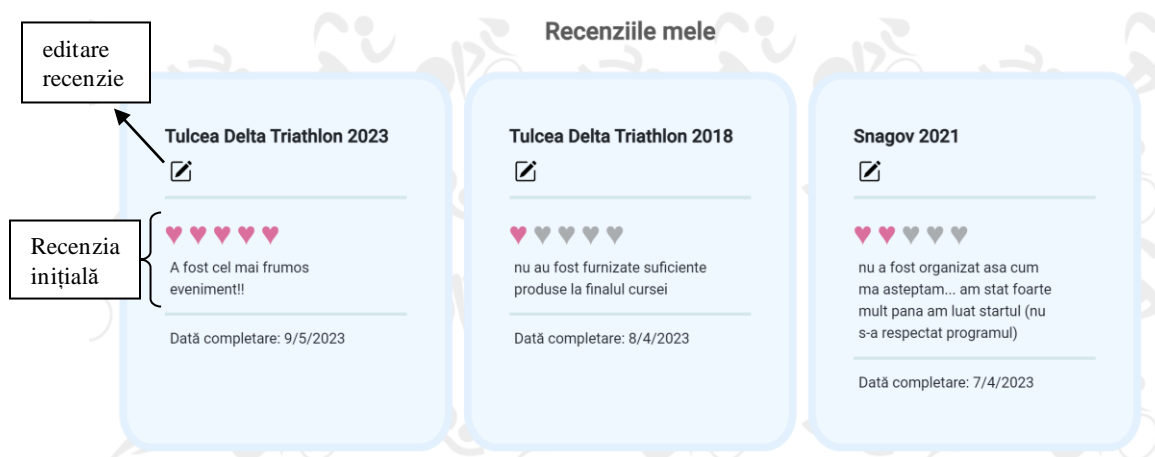 Recenziile mele
editare
recenzie
Tulcea Delta Triathlon 2023
Recenzia
inițială
A fost cel mai frumos
eveniment!!
Dată completare: 9/5/2023
Tulcea Delta Triathlon 2018
nu au fost furnizate suficiente
produse la finalul cursei
Dată completare: 8/4/2023
Snagov 2021
nu a fost organizat asa cum
ma asteptam... am stat foarte
mult pana am luat startul (nu
s-a respectat programul)
Dată completare: 7/4/2023